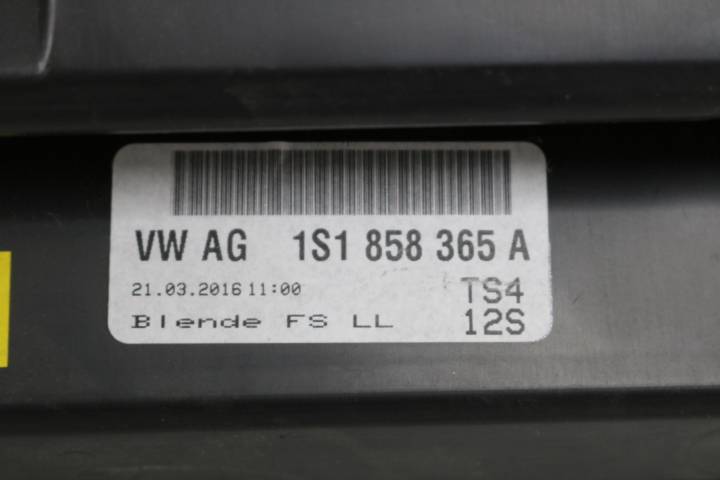 VW AG 1S1 858 365 A
21.03.2016 11:00 TS4
Blende FS LL 12S